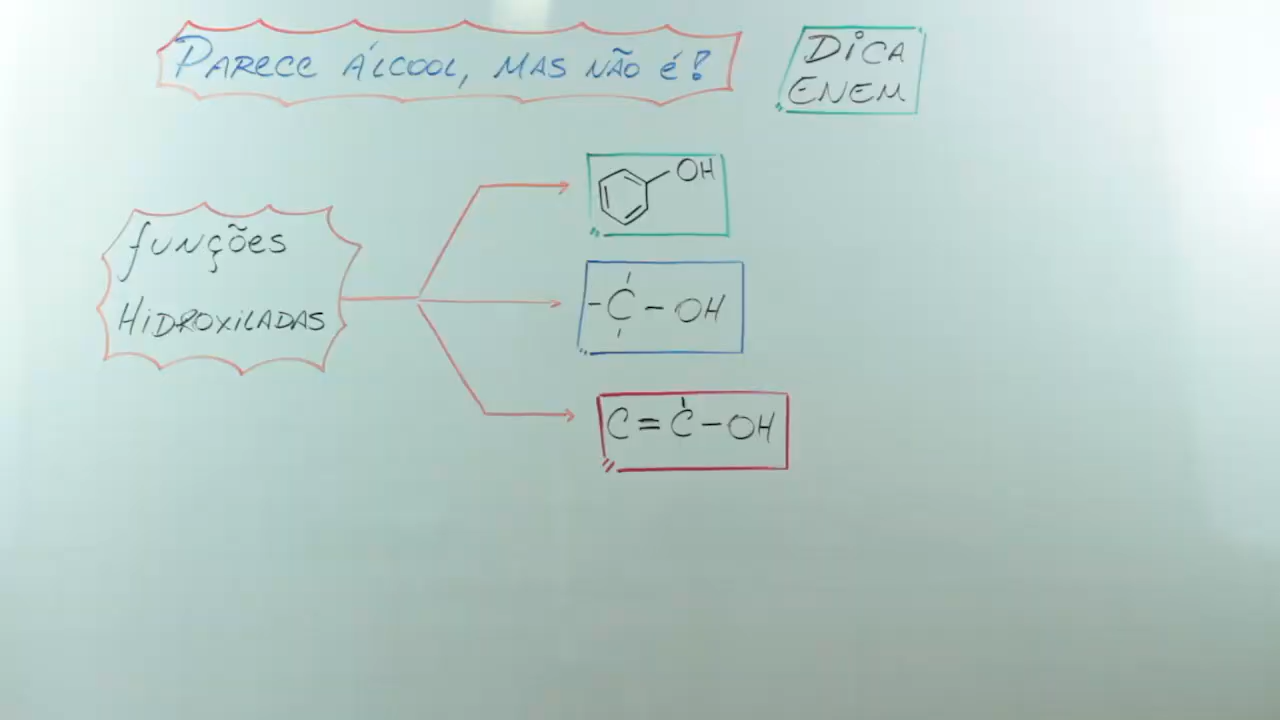 PARECE ÁLCOOL, MAS NÃO É!
DICA
ENEM
FUNÇÕES
HIDROXILADAS
OH
-C-OH
C=C-OH